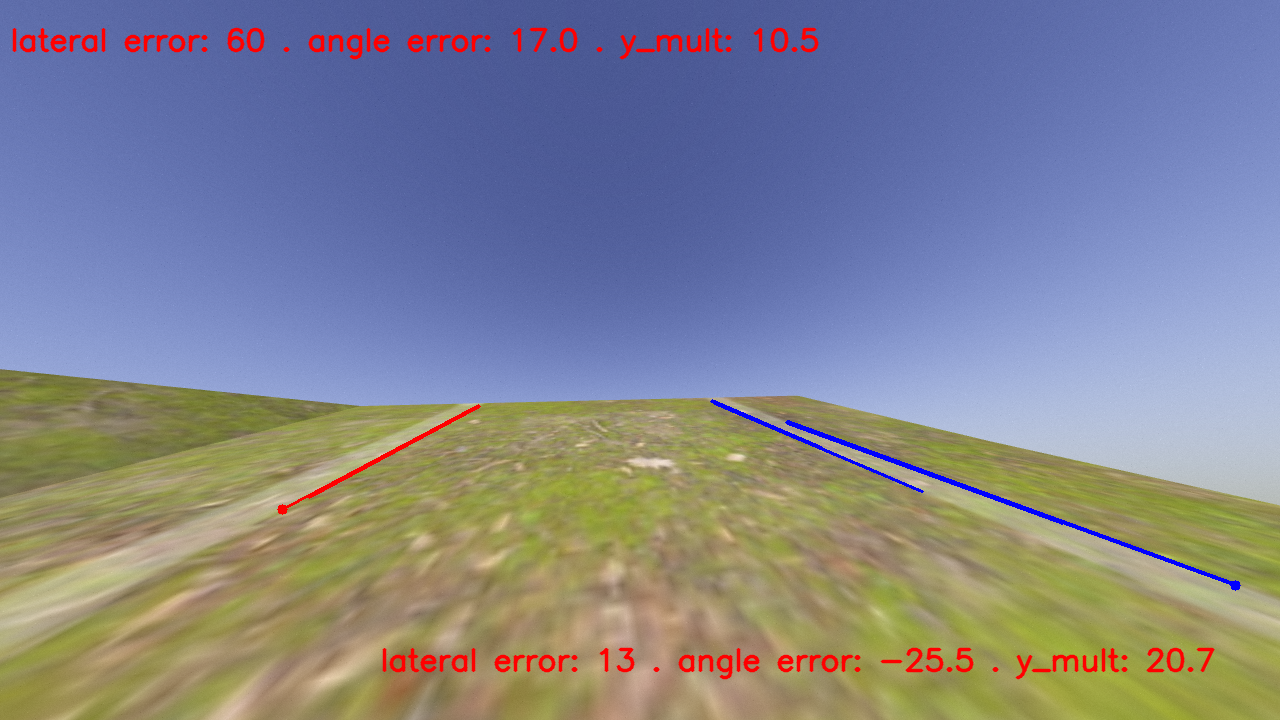 lateral error: 60 . angle error: 17.0 . y_mult: 10.5
lateral error: 13 . angle error: -25.5 . y_mult: 20.7